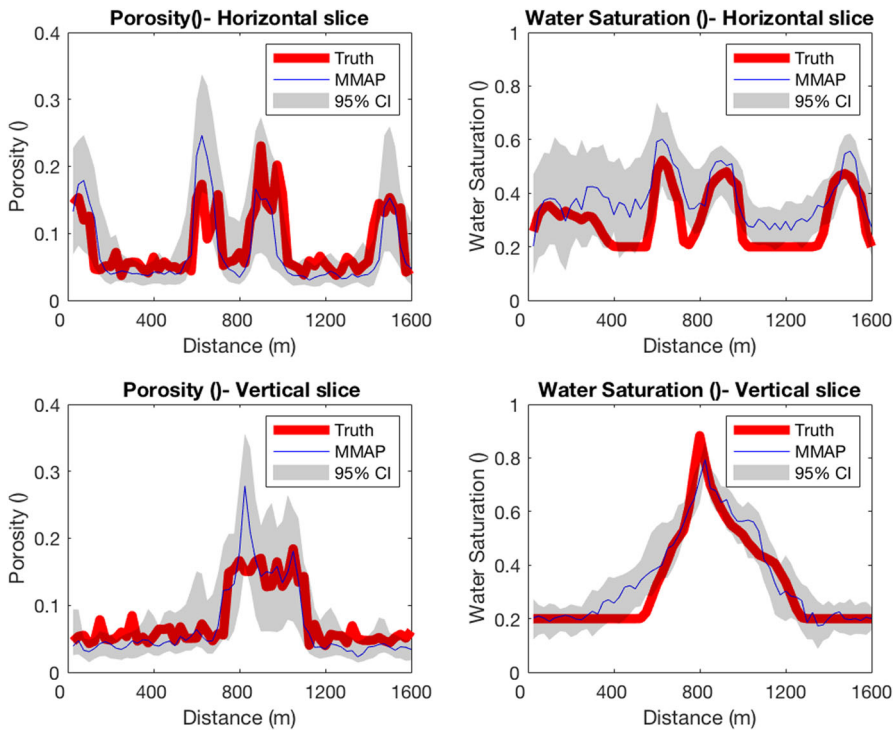 Porosity()- Horizontal slice
0.4
0.3
0.2
0.1
0
Porosity ()
Truth
MMAP
95% CI
0 400 800 1200 1600
Distance (m)
Water Saturation ()- Horizontal slice
1
0.8
0.6
0.4
0.2
0
Water Saturation ()
Truth
MMAP
95% CI
0 400 800 1200 1600
Distance (m)
Porosity ()- Vertical slice
0.4
0.3
0.2
0.1
0
Porosity ()
Truth
MMAP
95% CI
0 400 800 1200 1600
Distance (m)
Water Saturation ()- Vertical slice
1
0.8
0.6
0.4
0.2
0
Water Saturation ()
Truth
MMAP
95% CI
0 400 800 1200 1600
Distance (m)